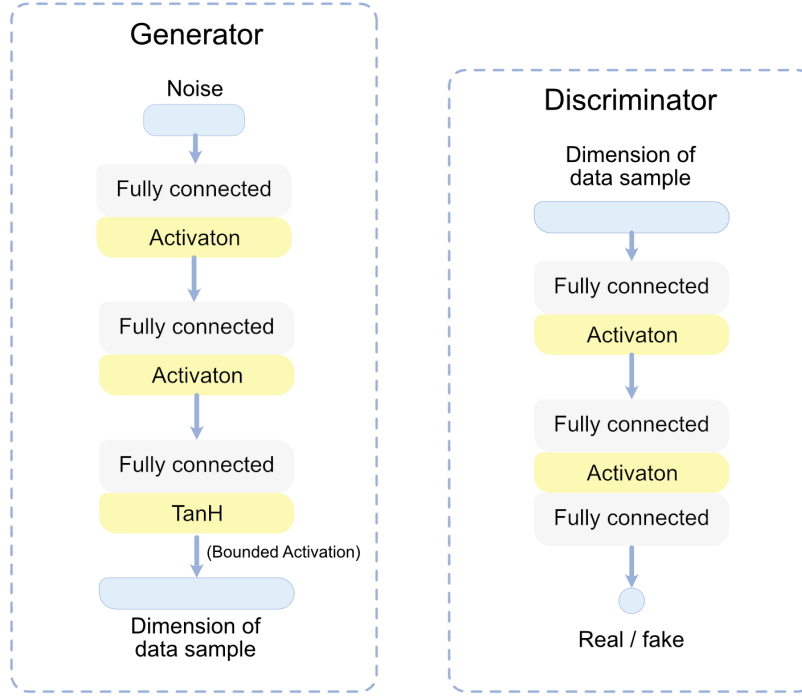 Generator
Noise
Fully connected
Activaton
Fully connected
Activaton
Fully connected
TanH
(Bounded Activation)
Dimension of
data sample
Discriminator
Dimension of
data sample
Fully connected
Activaton
Fully connected
Activaton
Fully connected
Real / fake